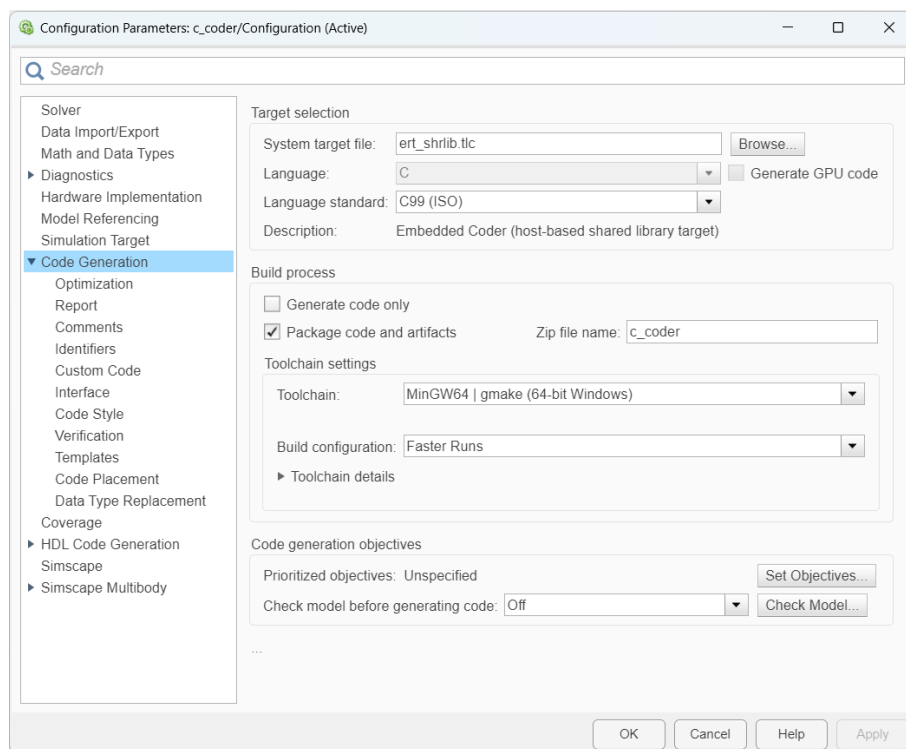 Configuration Parameters: c_coder/Configuration (Active)
Search
Solver
Data Import/Export
Math and Data Types
Diagnostics
Hardware Implementation
Model Referencing
Simulation Target
Code Generation
Optimization
Report
Comments
Identifiers
Custom Code
Interface
Code Style
Verification
Templates
Code Placement
Data Type Replacement
Coverage
HDL Code Generation
Simscape
Simscape Multibody
Target selection
System target file: ert_shrlib.tlc Browse...
Language: C Generate GPU code
Language standard: C99 (ISO)
Description: Embedded Coder (host-based shared library target)
Build process
Generate code only
Package code and artifacts Zip file name: c_coder
Toolchain settings
Toolchain: MinGW64 | gmake (64-bit Windows)
Build configuration: Faster Runs
Toolchain details
Code generation objectives
Prioritized objectives: Unspecified Set Objectives...
Check model before generating code: Off Check Model...
...
OK Cancel Help Apply